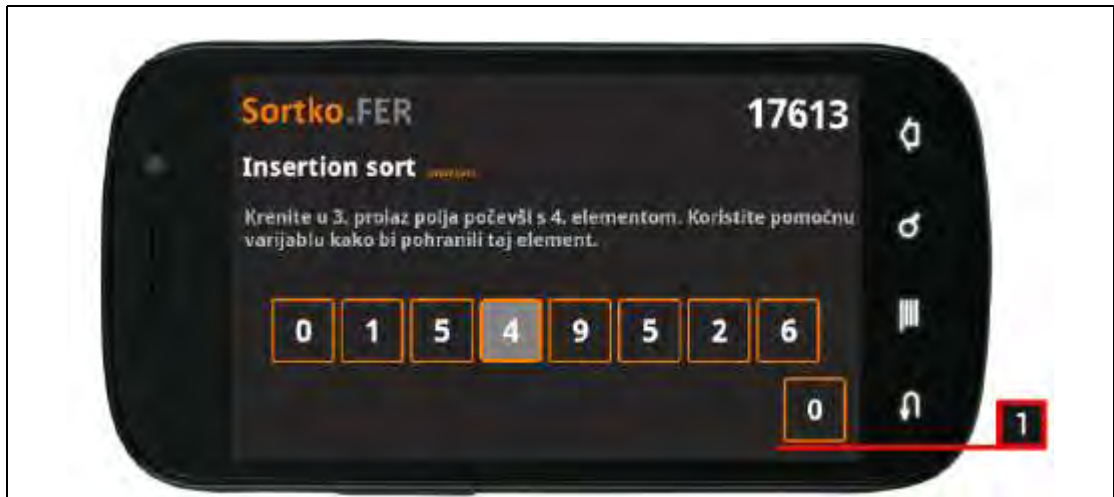 Sortko.FER 17613
Insertion sort
Krenite u 3. prolaz polja počevši s 4. elementom. Koristite pomoćnu
varijablu kako bi pohranili taj element.
0 1 5 4 9 5 2 6
0
1